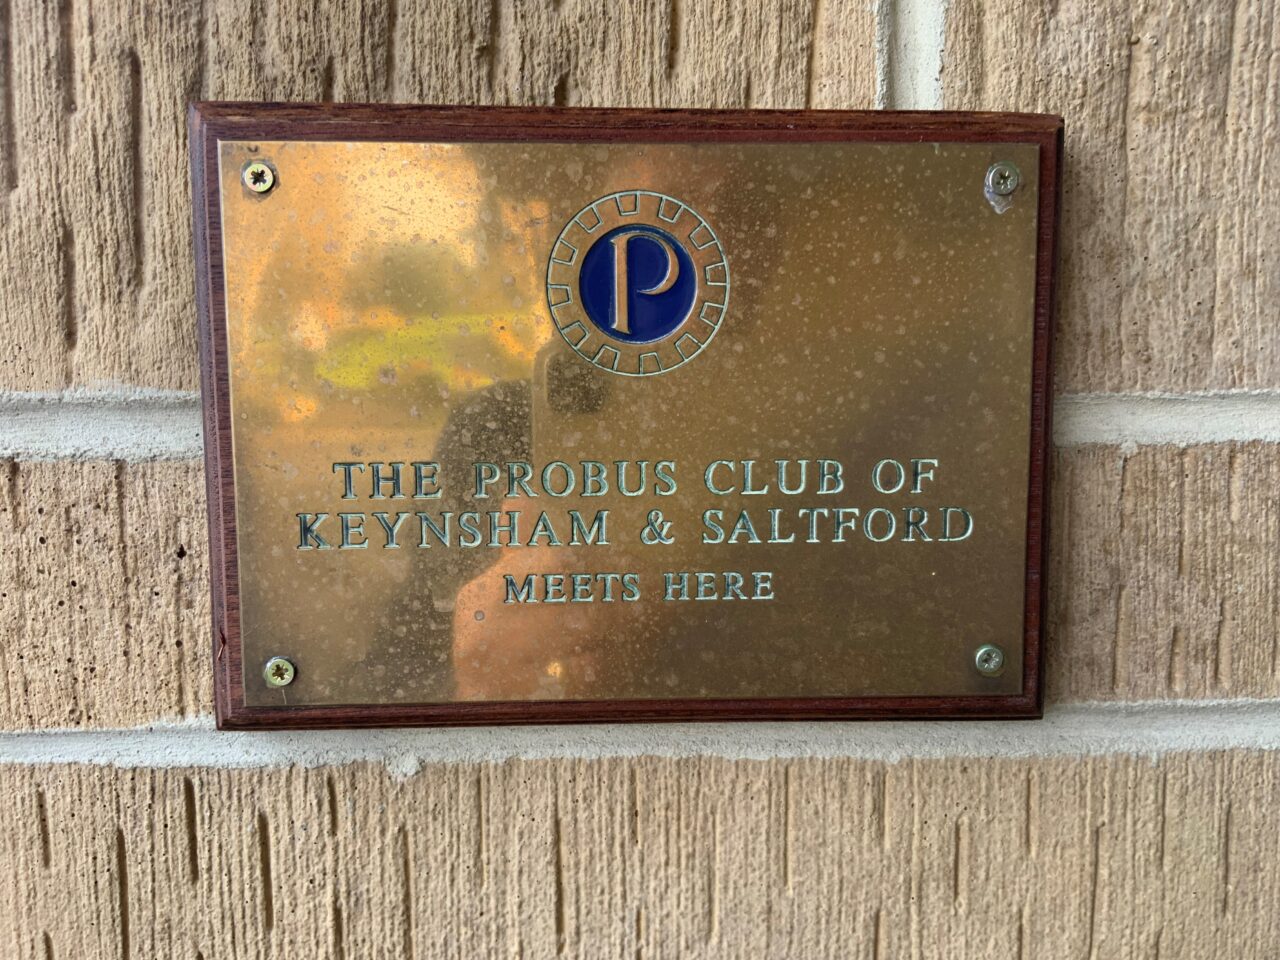 P
THE PROBUS CLUB OF
KEYNSHAM & SALTFORD
MEETS HERE